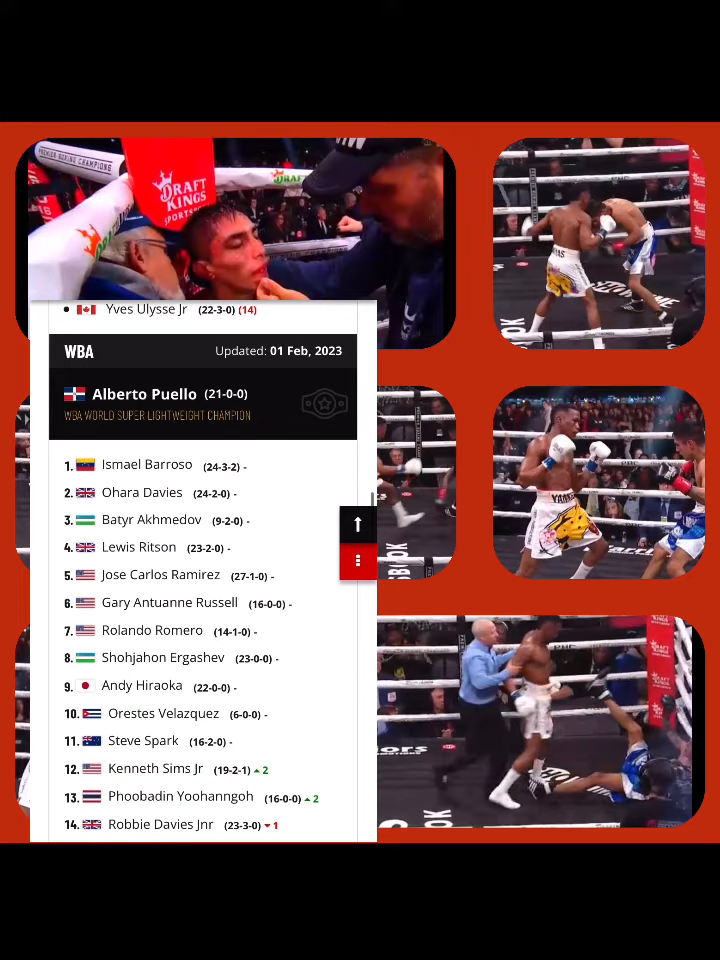 PREMIER BOXING CHAMPIONS
DRAFT
KINGS
SPORTSBOOK
DRAFT
Yves Ulysse Jr (22-3-0) (14)
WBA Updated: 01 Feb, 2023
Alberto Puello (21-0-0)
WBA WORLD SUPER LIGHTWEIGHT CHAMPION
1. Ismael Barroso (24-3-2) -
2. Ohara Davies (24-2-0) -
3. Batyr Akhmedov (9-2-0) -
4. Lewis Ritson (23-2-0) -
5. Jose Carlos Ramirez (27-1-0) -
6. Gary Antuanne Russell (16-0-0) -
7. Rolando Romero (14-1-0) -
8. Shohjahon Ergashev (23-0-0) -
9. Andy Hiraoka (22-0-0) -
10. Orestes Velazquez (6-0-0) -
11. Steve Spark (16-2-0) -
12. Kenneth Sims Jr (19-2-1) 2
13. Phoobadin Yoohanngoh (16-0-0) 2
14. Robbie Davies Jnr (23-3-0) 1